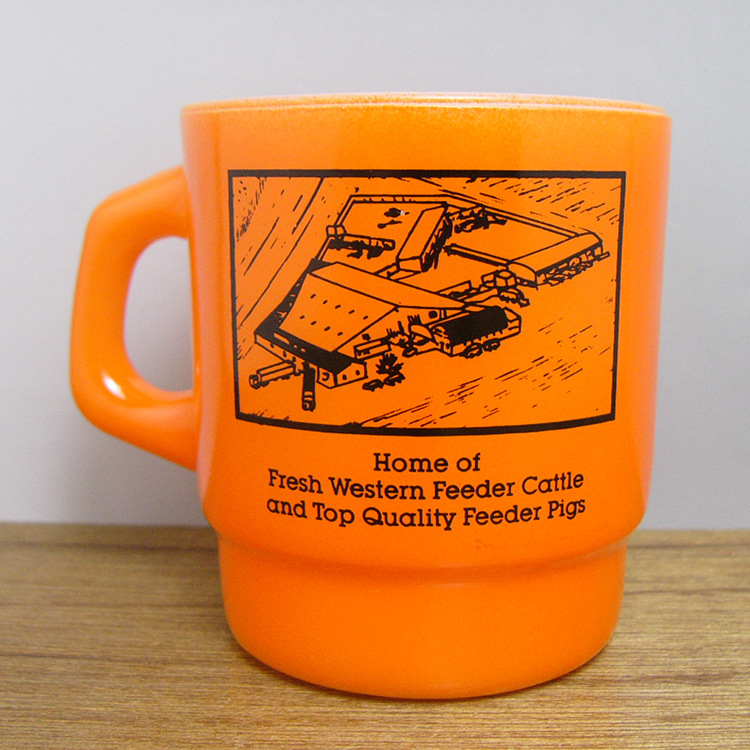 Home of
Fresh Western Feeder Cattle
and Top Quality Feeder Pigs